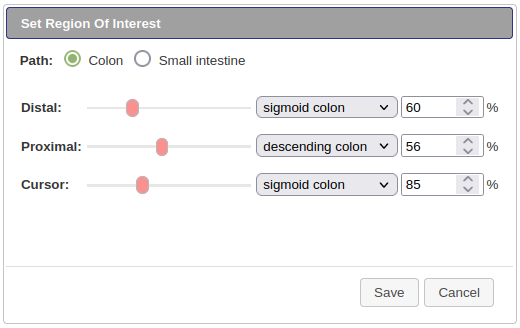 Set Region Of Interest
Path: Colon Small intestine
Distal: sigmoid colon 60 %
Proximal: descending colon 56 %
Cursor: sigmoid colon 85 %
Save Cancel